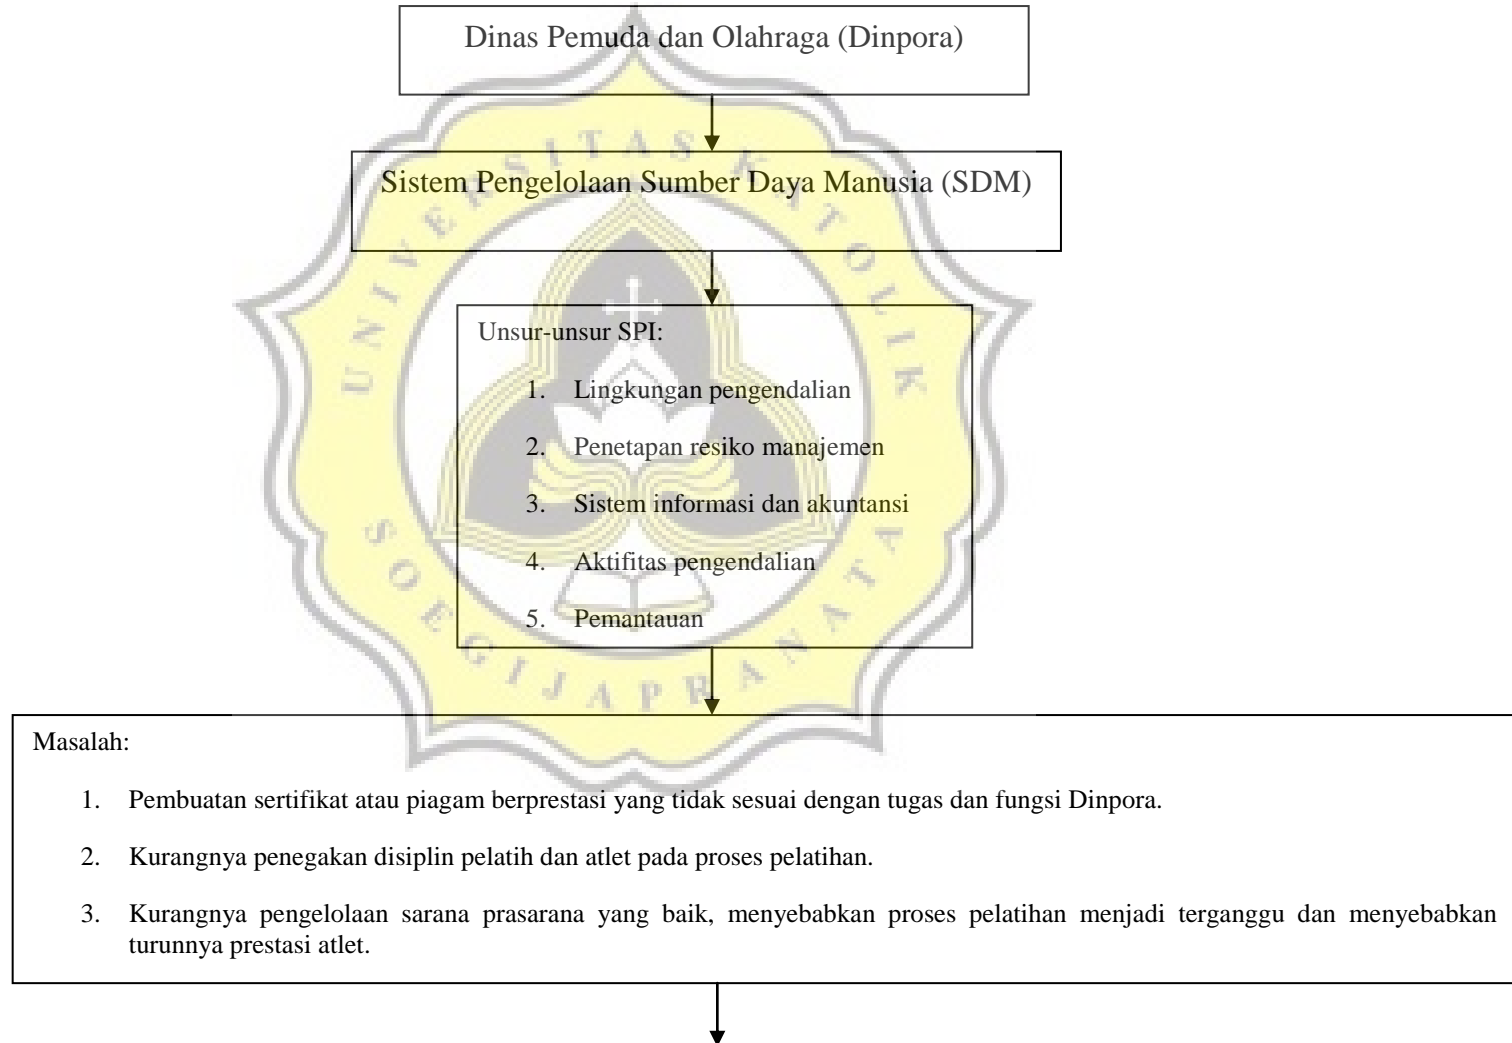 Dinas Pemuda dan Olahraga (Dinpora)
Sistem Pengelolaan Sumber Daya Manusia (SDM)
Unsur-unsur SPI:
1. Lingkungan pengendalian
2. Penetapan resiko manajemen
3. Sistem informasi dan akuntansi
4. Aktifitas pengendalian
5. Pemantauan
UNIVERSITAS KATOLIK
SOEGIJAPRANATA
Masalah:
1. Pembuatan sertifikat atau piagam berprestasi yang tidak sesuai dengan tugas dan fungsi Dinpora.
2. Kurangnya penegakan disiplin pelatih dan atlet pada proses pelatihan.
3. Kurangnya pengelolaan sarana prasarana yang baik, menyebabkan proses pelatihan menjadi terganggu dan menyebabkan
turunnya prestasi atlet.